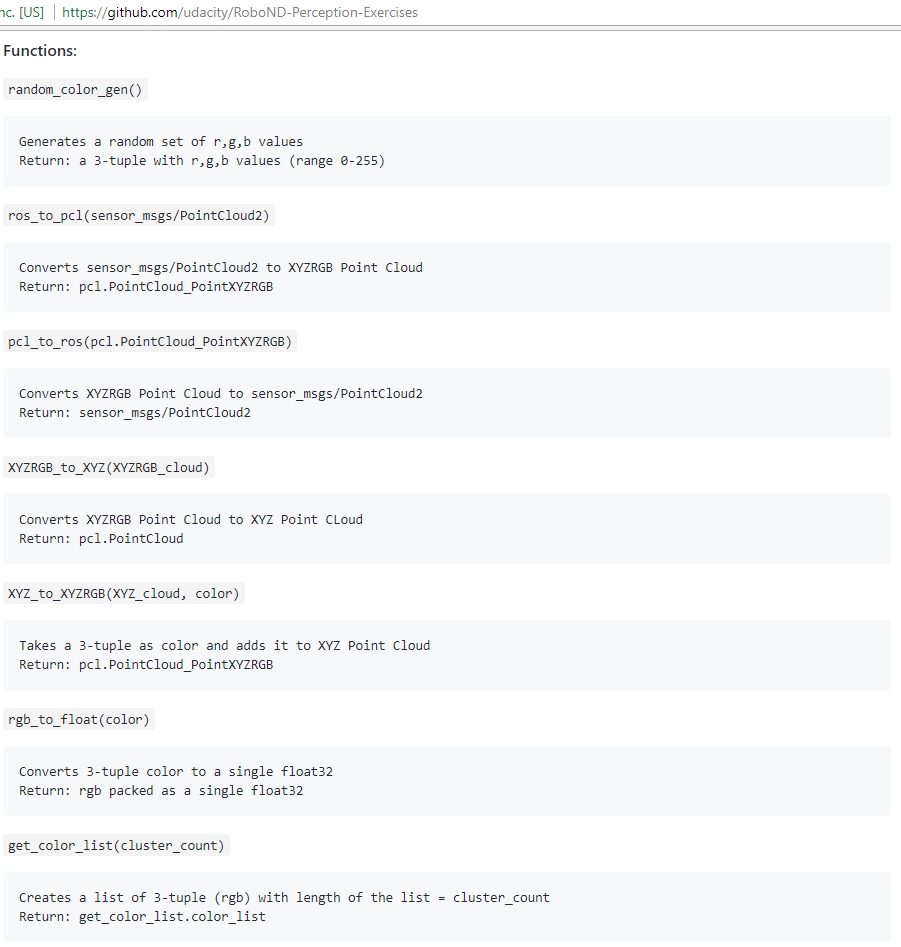 nc. [US] https://github.com/udacity/RoboND-Perception-Exercises
Functions:
random_color_gen()
Generates a random set of r,g,b values
Return: a 3-tuple with r,g,b values (range 0-255)
ros_to_pcl(sensor_msgs/PointCloud2)
Converts sensor_msgs/PointCloud2 to XYZRGB Point Cloud
Return: pcl.PointCloud_PointXYZRGB
pcl_to_ros(pcl.PointCloud_PointXYZRGB)
Converts XYZRGB Point Cloud to sensor_msgs/PointCloud2
Return: sensor_msgs/PointCloud2
XYZRGB_to_XYZ(XYZRGB_cloud)
Converts XYZRGB Point Cloud to XYZ Point CLoud
Return: pcl.PointCloud
XYZ_to_XYZRGB(XYZ_cloud, color)
Takes a 3-tuple as color and adds it to XYZ Point Cloud
Return: pcl.PointCloud_PointXYZRGB
rgb_to_float(color)
Converts 3-tuple color to a single float32
Return: rgb packed as a single float32
get_color_list(cluster_count)
Creates a list of 3-tuple (rgb) with length of the list = cluster_count
Return: get_color_list.color_list